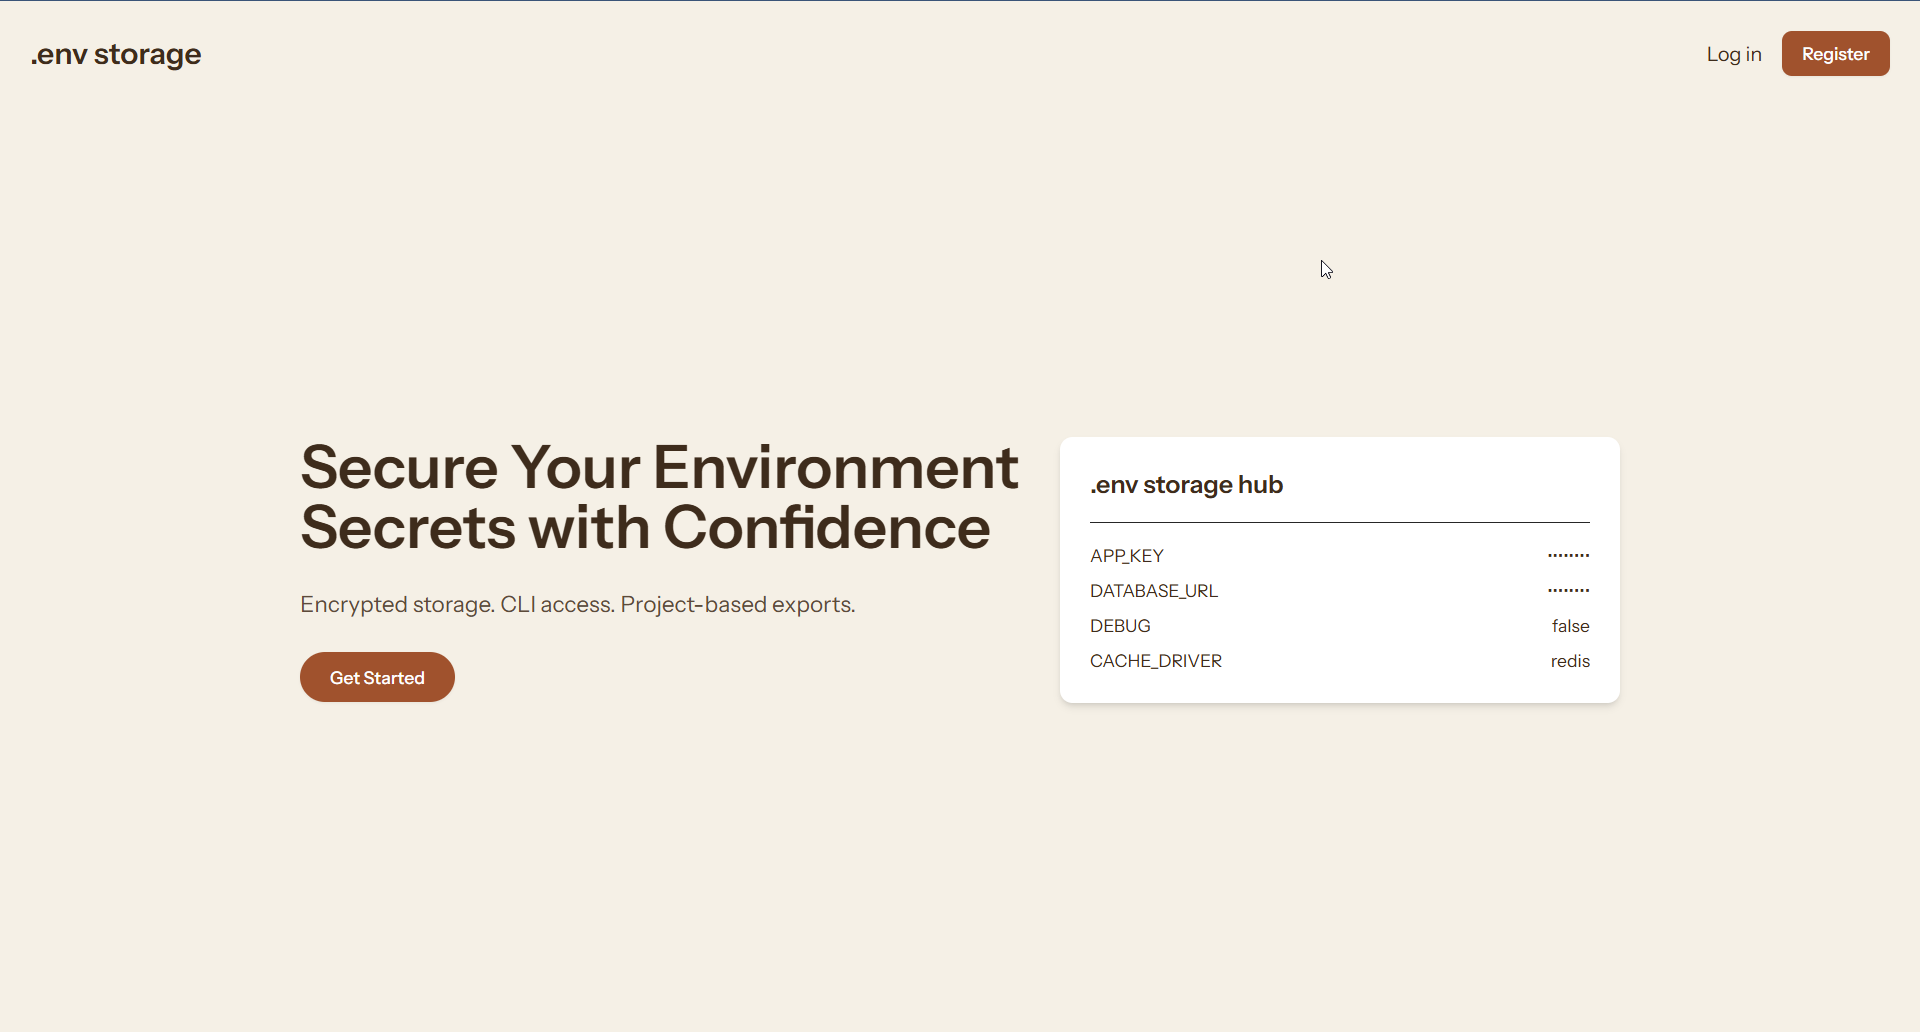 .env storage
Log in
Register
Secure Your Environment
Secrets with Confidence
Encrypted storage. CLI access. Project-based exports.
Get Started
.env storage hub
APP_KEY ········
DATABASE_URL ········
DEBUG false
CACHE_DRIVER redis